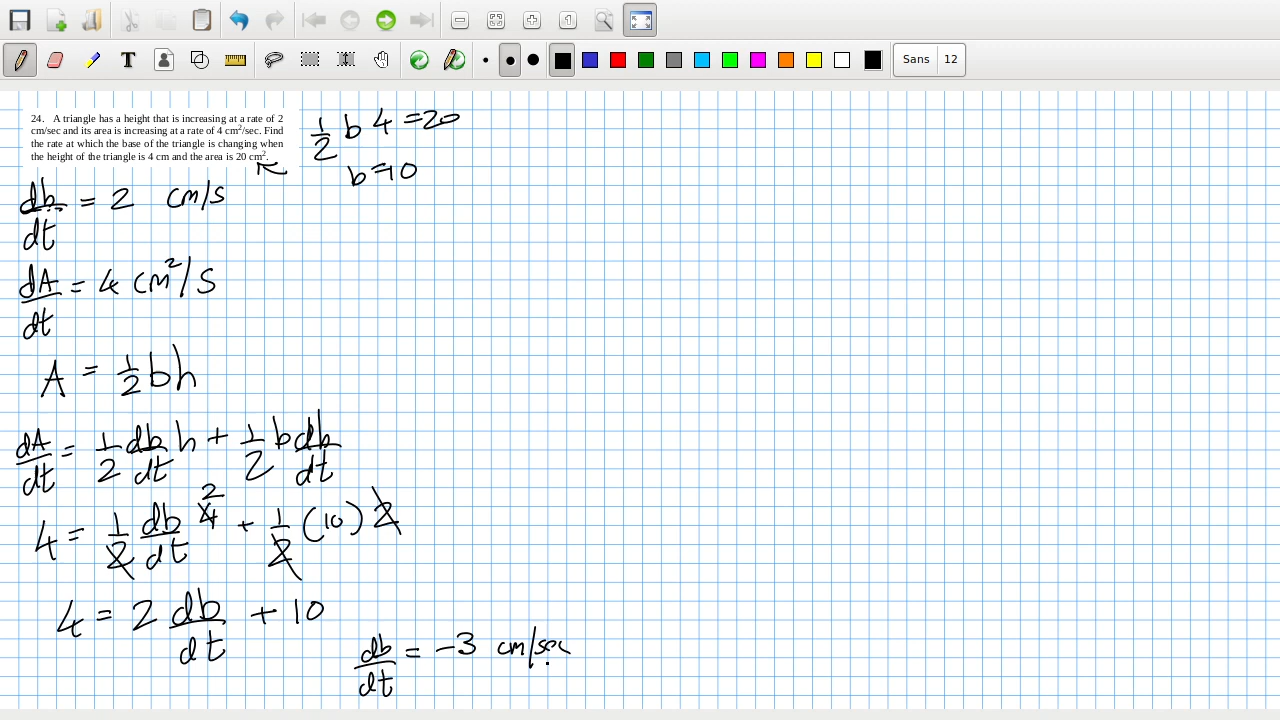 T
Sans 12
24. A triangle has a height that is increasing at a rate of 2
cm/sec and its area is increasing at a rate of 4 cm²/sec. Find
the rate at which the base of the triangle is changing when
the height of the triangle is 4 cm and the area is 20 cm².
1/2 b 4 = 20
b = 10
dh/dt = 2 cm/s
dA/dt = 4 cm²/s
A = 1/2 bh
dA/dt = 1/2 db/dt h + 1/2 b dh/dt
4 = 1/2 db/dt 4 2 + 1/2 (10) 2
4 = 2 db/dt + 10
db/dt = -3 cm/sec